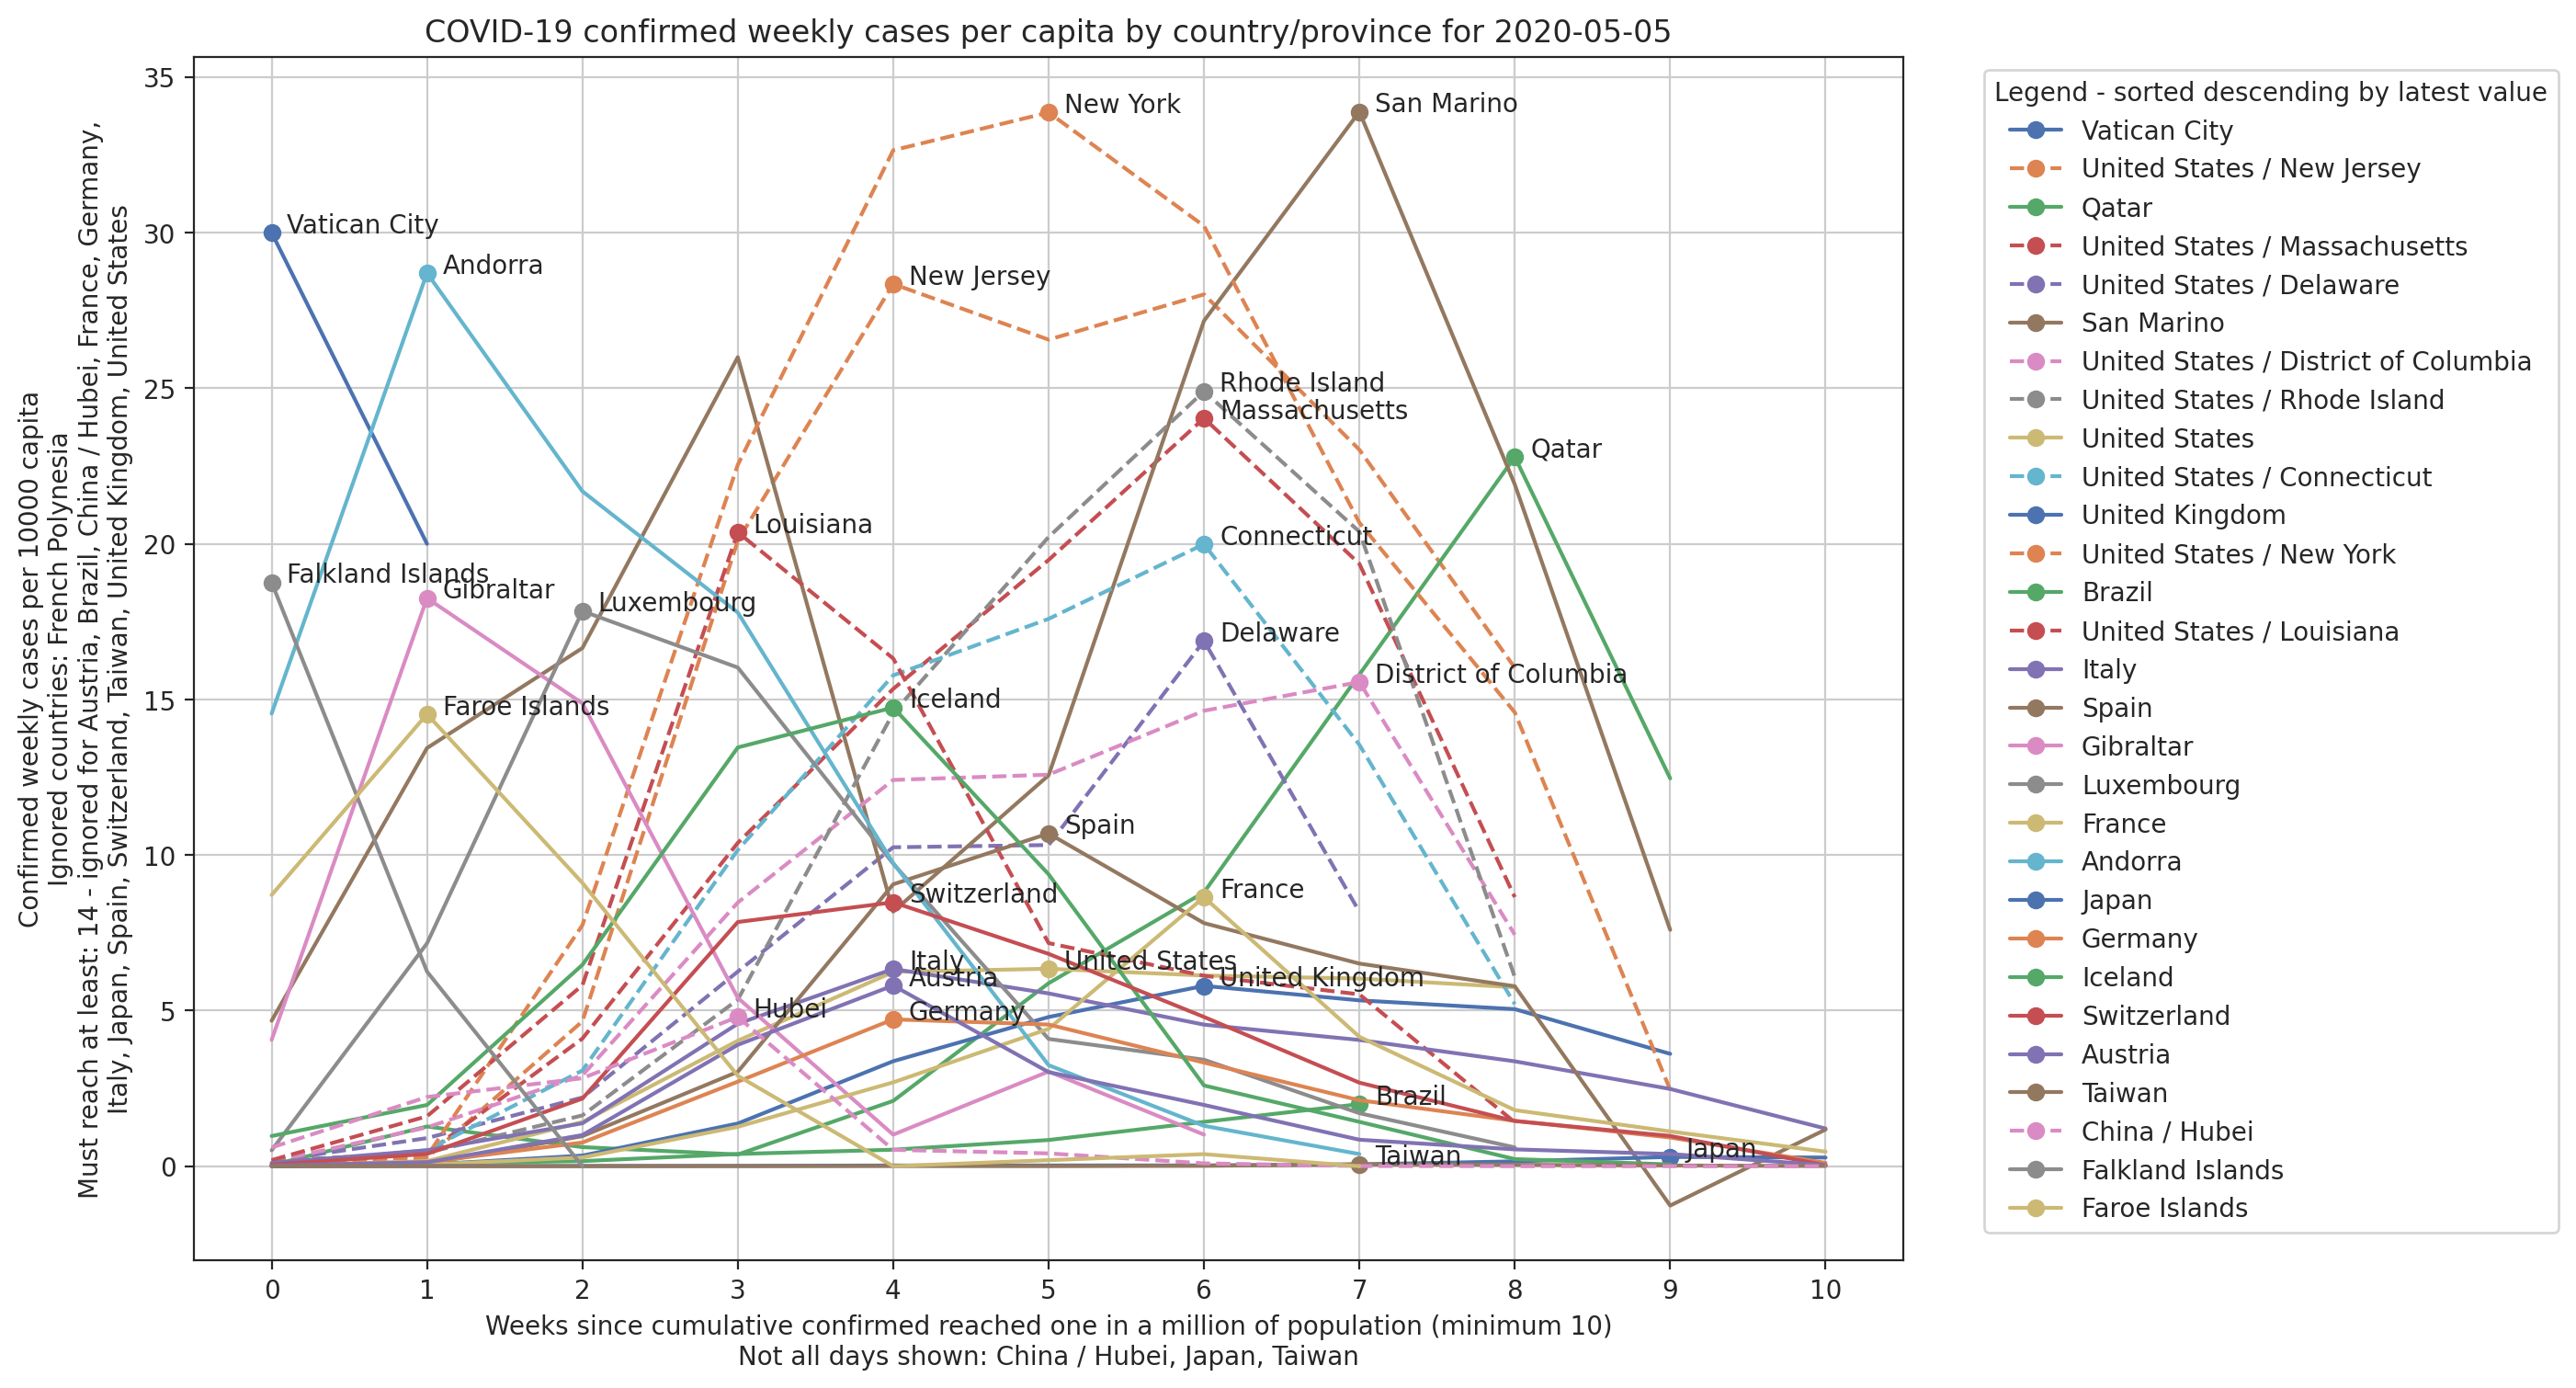 COVID-19 confirmed weekly cases per capita by country/province for 2020-05-05
Confirmed weekly cases per 10000 capita
Ignored countries: French Polynesia
Must reach at least: 14 - ignored for Austria, Brazil, China / Hubei, France, Germany,
Italy, Japan, Spain, Switzerland, Taiwan, United Kingdom, United States
35
30
25
20
15
10
5
0
New York
San Marino
Vatican City
Andorra
New Jersey
Rhode Island
Massachusetts
Qatar
Louisiana
Connecticut
Falkland Islands
Gibraltar
Luxembourg
Delaware
District of Columbia
Faroe Islands
Iceland
Spain
Switzerland
France
Italy
United States
Austria
United Kingdom
Hubei
Germany
Brazil
Taiwan
Japan
0 1 2 3 4 5 6 7 8 9 10
Weeks since cumulative confirmed reached one in a million of population (minimum 10)
Not all days shown: China / Hubei, Japan, Taiwan
Legend - sorted descending by latest value
Vatican City
United States / New Jersey
Qatar
United States / Massachusetts
United States / Delaware
San Marino
United States / District of Columbia
United States / Rhode Island
United States
United States / Connecticut
United Kingdom
United States / New York
Brazil
United States / Louisiana
Italy
Spain
Gibraltar
Luxembourg
France
Andorra
Japan
Germany
Iceland
Switzerland
Austria
Taiwan
China / Hubei
Falkland Islands
Faroe Islands